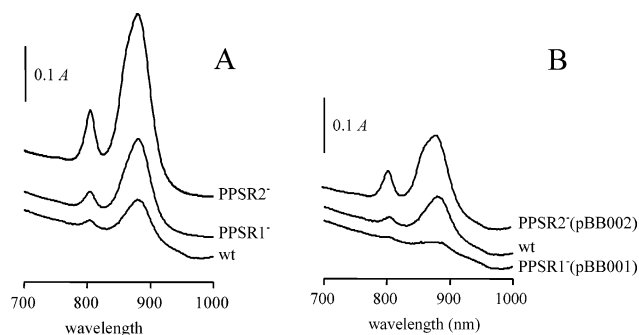 A
0.1 A
PPSR2-
PPSR1-
wt
700 800 900 1000
wavelength
B
0.1 A
PPSR2-(pBB002)
wt
PPSR1-(pBB001)
700 800 900 1000
wavelength (nm)